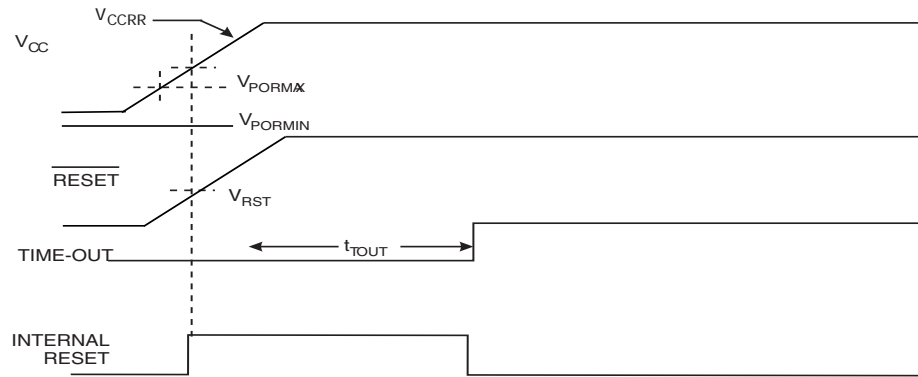 VCCRR
VCC
VPORMAX
VPORMIN
RESET
VRST
tTOUT
TIME-OUT
INTERNAL
RESET